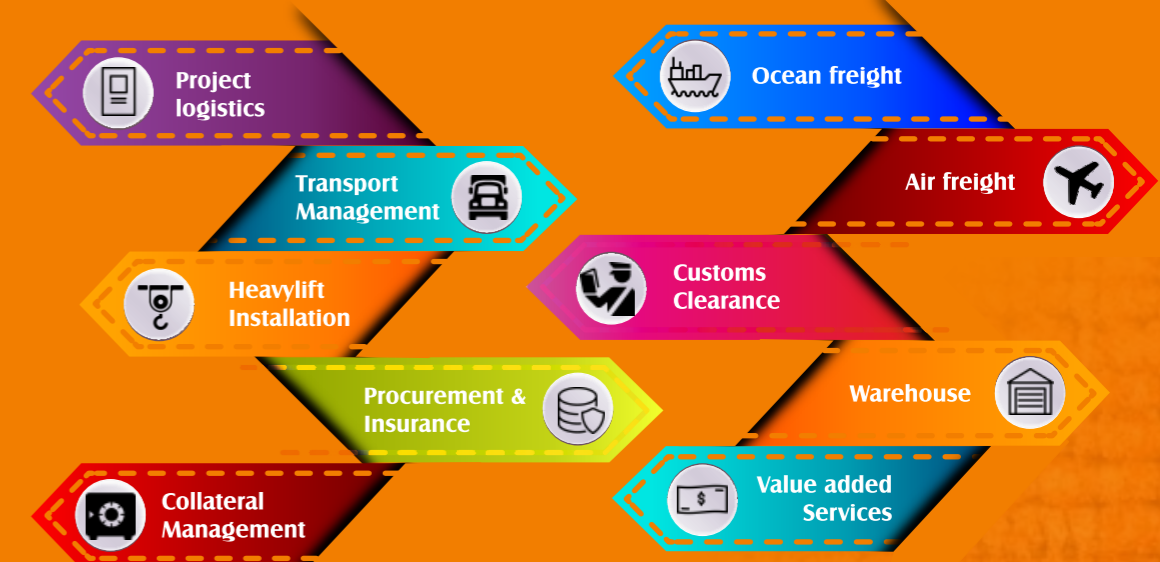 Project
logistics
Transport
Management
Heavylift
Installation
Procurement &
Insurance
Collateral
Management
Ocean freight
Air freight
Customs
Clearance
Warehouse
Value added
Services
$